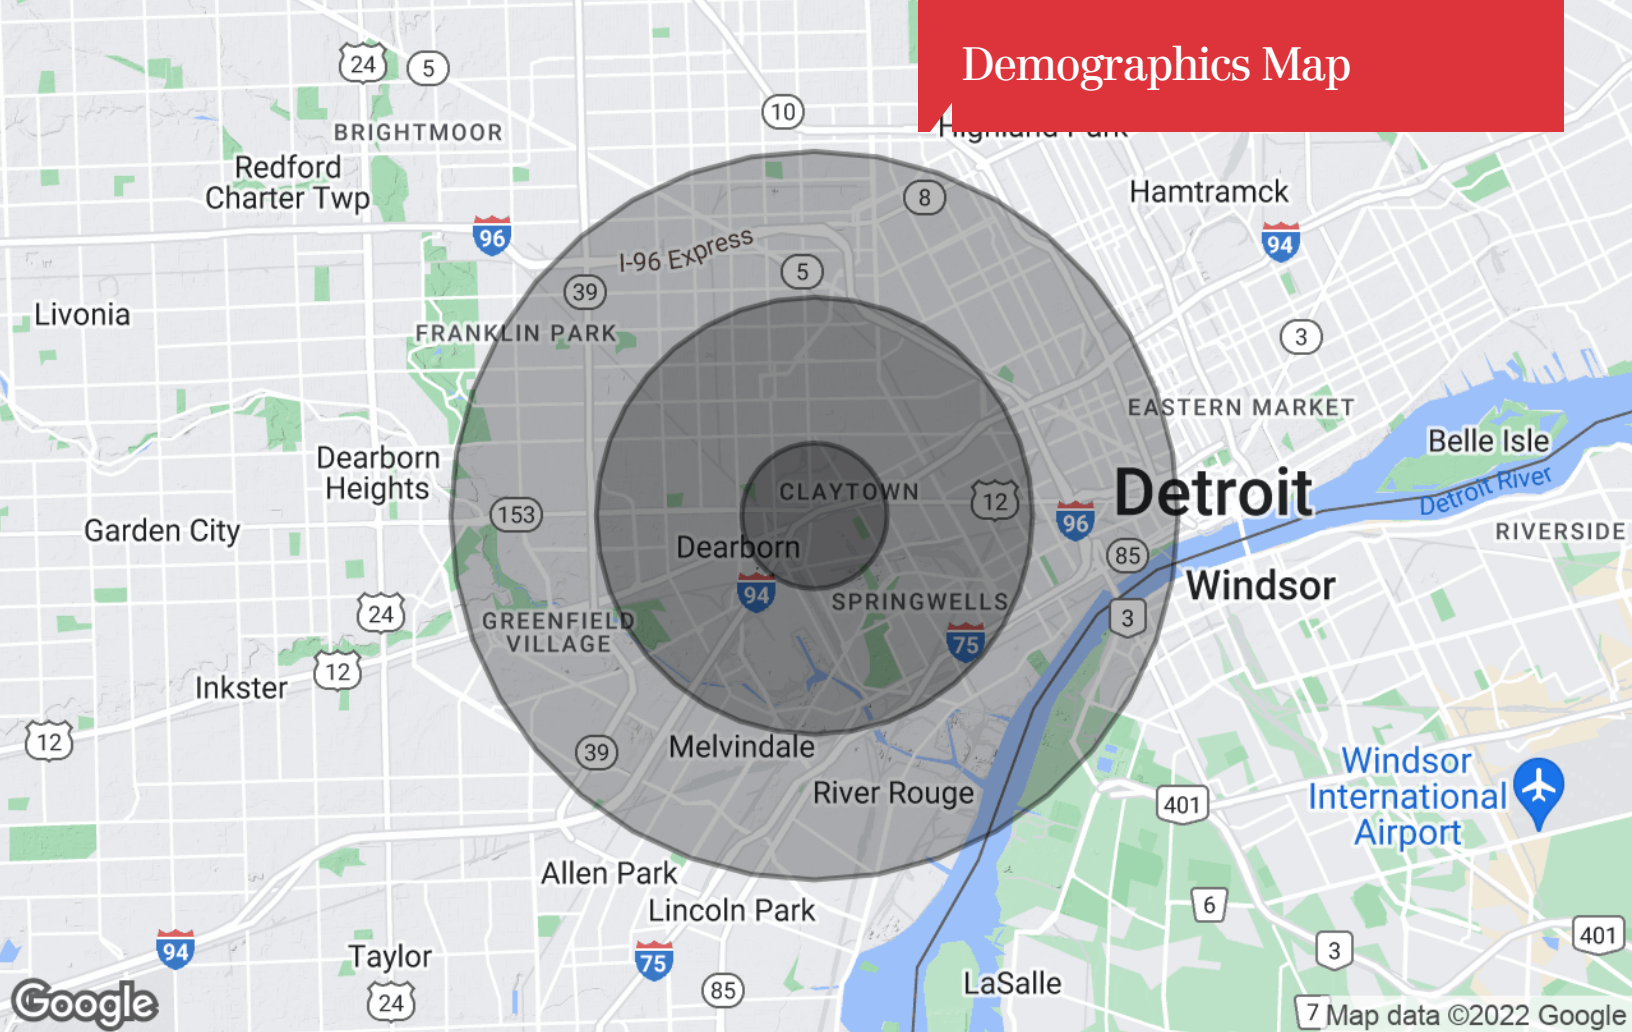 Demographics Map
24
5
10
BRIGHTMOOR
Highland Park
Redford
Charter Twp
8
Hamtramck
96
I-96 Express
94
5
39
Livonia
FRANKLIN PARK
3
EASTERN MARKET
Belle Isle
Dearborn
Heights
CLAYTOWN
12
Detroit
Detroit River
153
96
Garden City
RIVERSIDE
Dearborn
85
94
Windsor
SPRINGWELLS
24
3
GREENFIELD
VILLAGE
75
12
Inkster
12
39
Melvindale
Windsor
International
Airport
River Rouge
401
Allen Park
Lincoln Park
6
94
Taylor
75
3
401
24
85
LaSalle
Google
7
Map data ©2022 Google